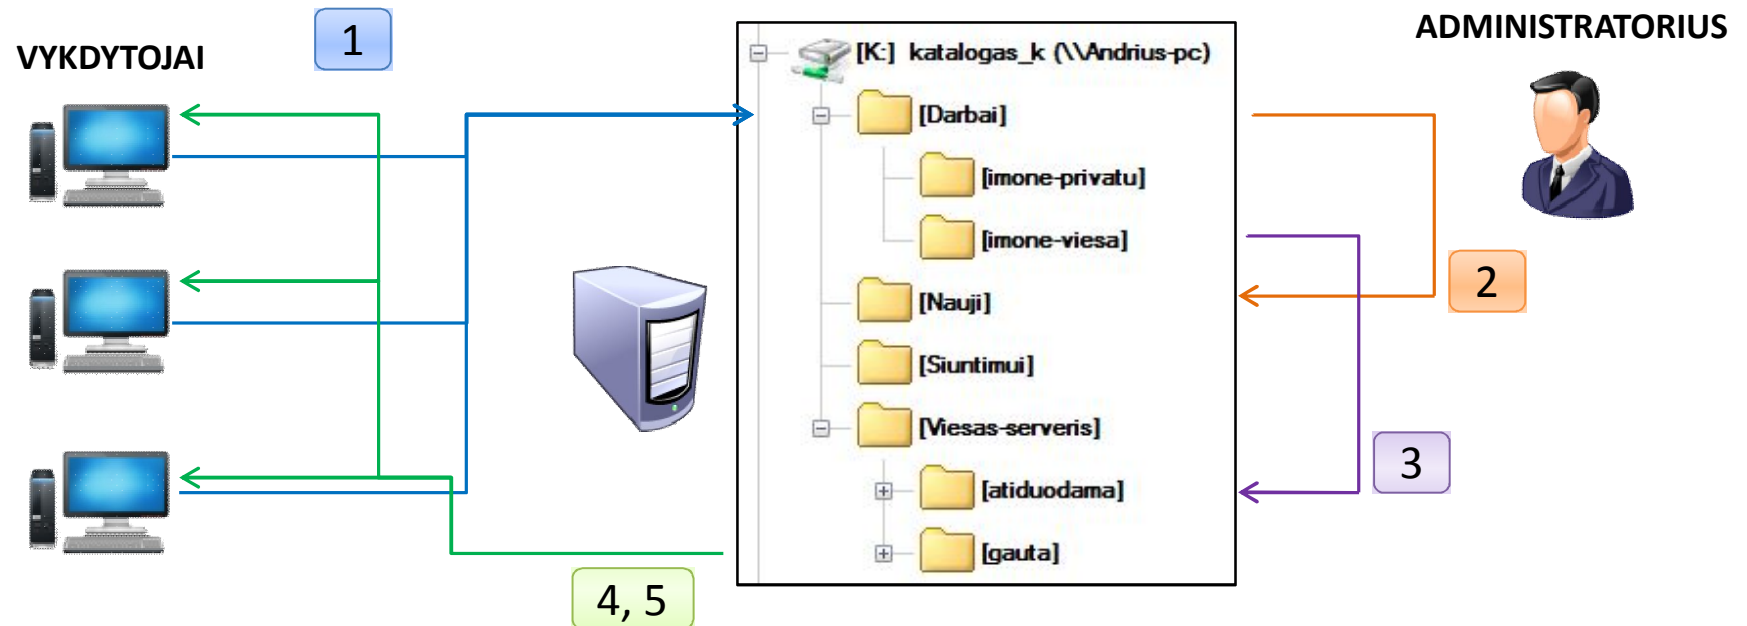 VYKDYTOJAI
1
ADMINISTRATORIUS
[K:] katalogas_k (\\Andrius-pc)
[Darbai]
[imone-privatu]
[imone-viesa]
[Nauji]
[Siuntimui]
[Viesas-serveris]
[atiduodama]
[gauta]
2
3
4, 5